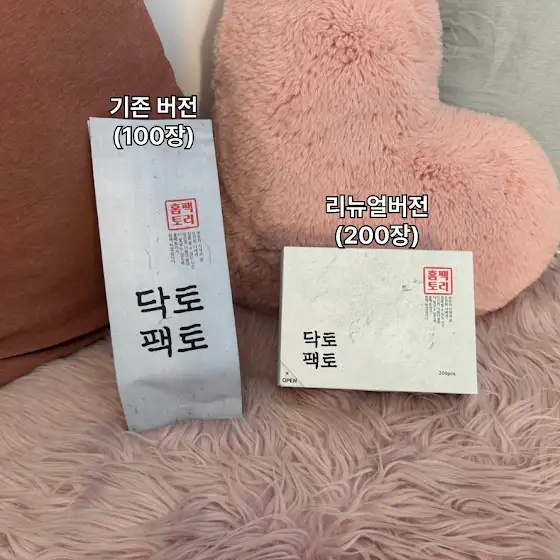 기존 버전
(100장)
홈팩
토리
닥토
팩토
리뉴얼버전
(200장)
홈팩
토리
닥토
팩토
OPEN
200pcs